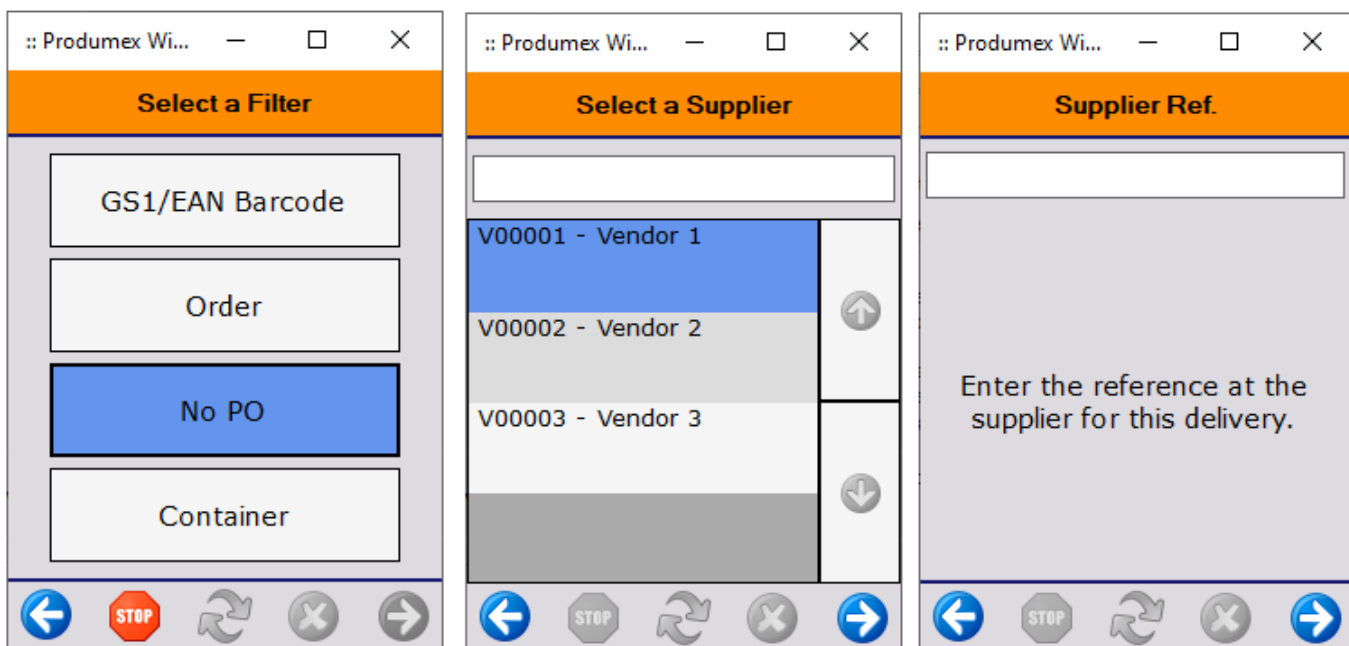 :: Produmex Wi...
Select a Filter
GS1/EAN Barcode
Order
No PO
Container
STOP
:: Produmex Wi...
Select a Supplier
V00001 - Vendor 1
V00002 - Vendor 2
V00003 - Vendor 3
STOP
:: Produmex Wi...
Supplier Ref.
Enter the reference at the
supplier for this delivery.
STOP